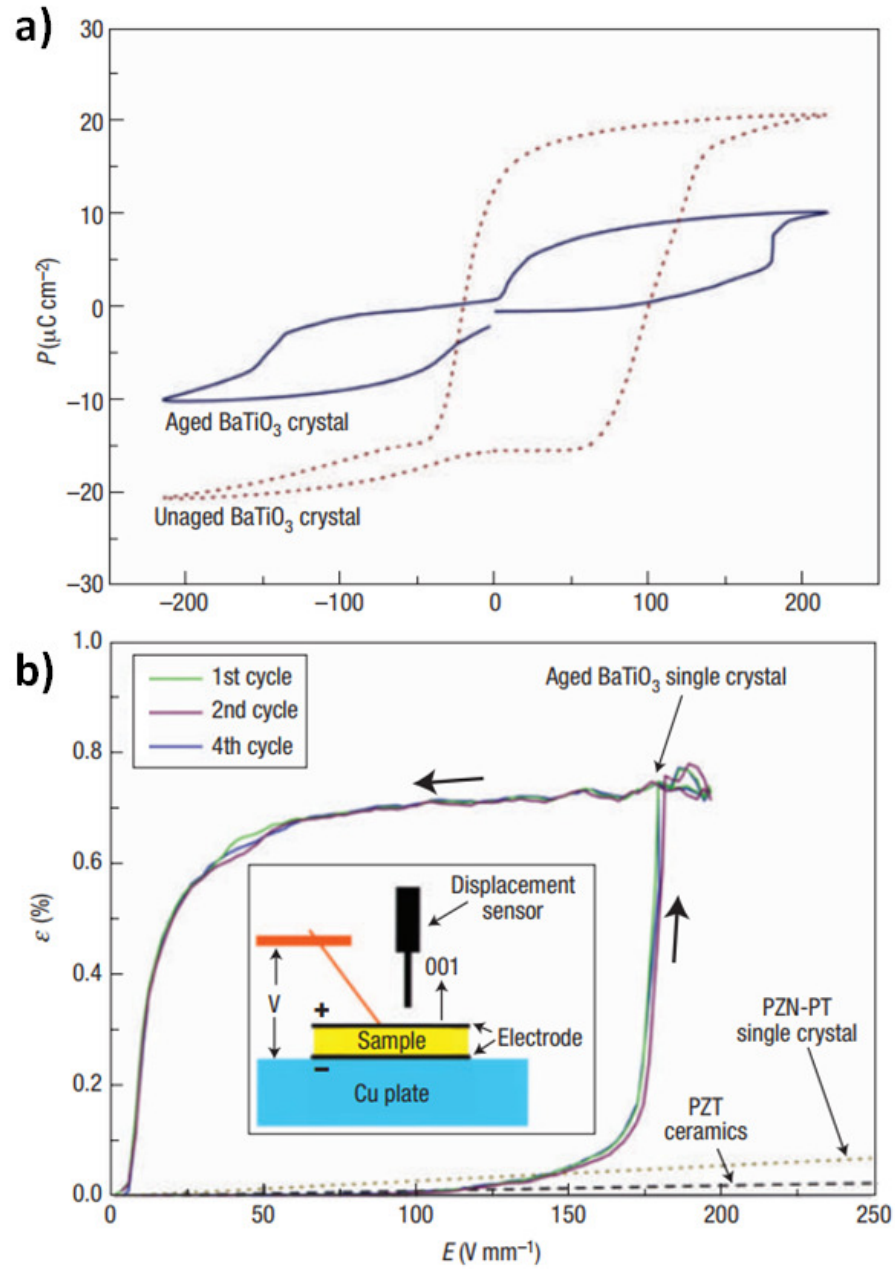 a)
30
20
10
0
−10
−20
−30
P (μC cm−2)
Aged BaTiO3 crystal
Unaged BaTiO3 crystal
−200
−100
0
100
200
b)
1.0
0.8
0.6
0.4
0.2
0.0
ε (%)
1st cycle
2nd cycle
4th cycle
Aged BaTiO3 single crystal
Displacement
sensor
001
V
+
Sample
Electrode
−
Cu plate
PZN-PT
single crystal
PZT
ceramics
0
50
100
150
200
250
E (V mm−1)